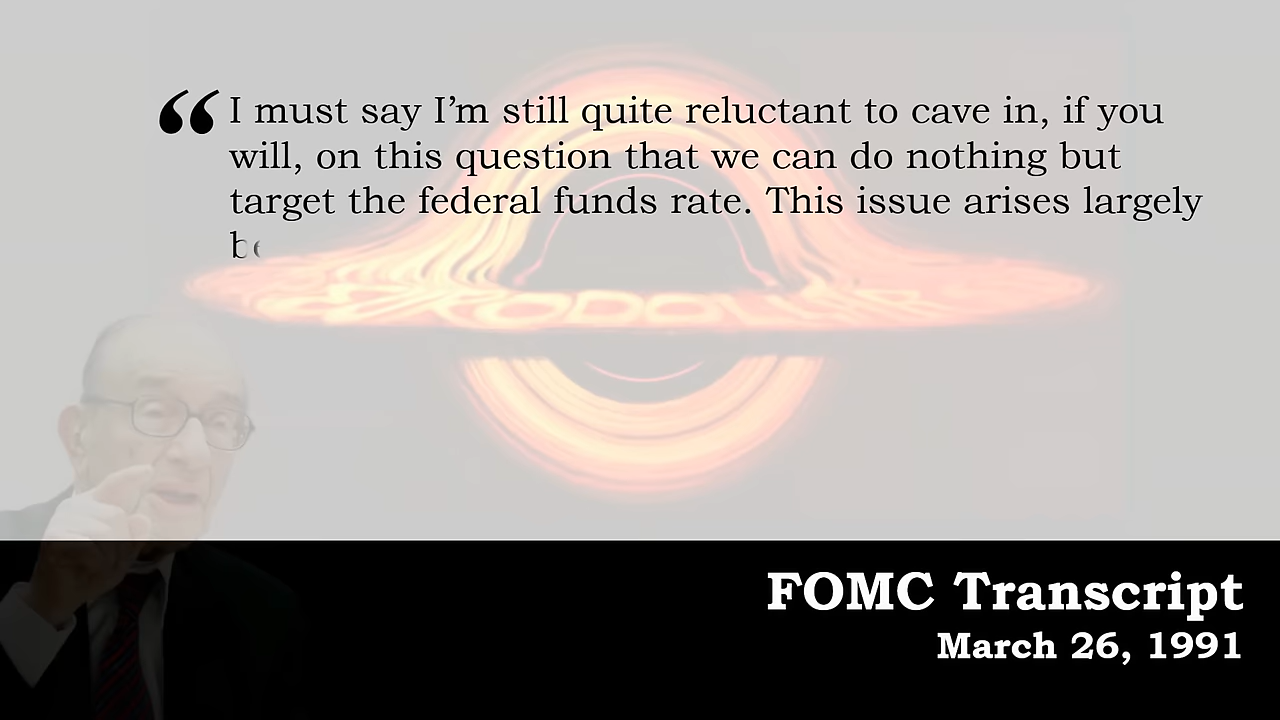 “I must say I’m still quite reluctant to cave in, if you
will, on this question that we can do nothing but
target the federal funds rate. This issue arises largely
FOMC Transcript
March 26, 1991